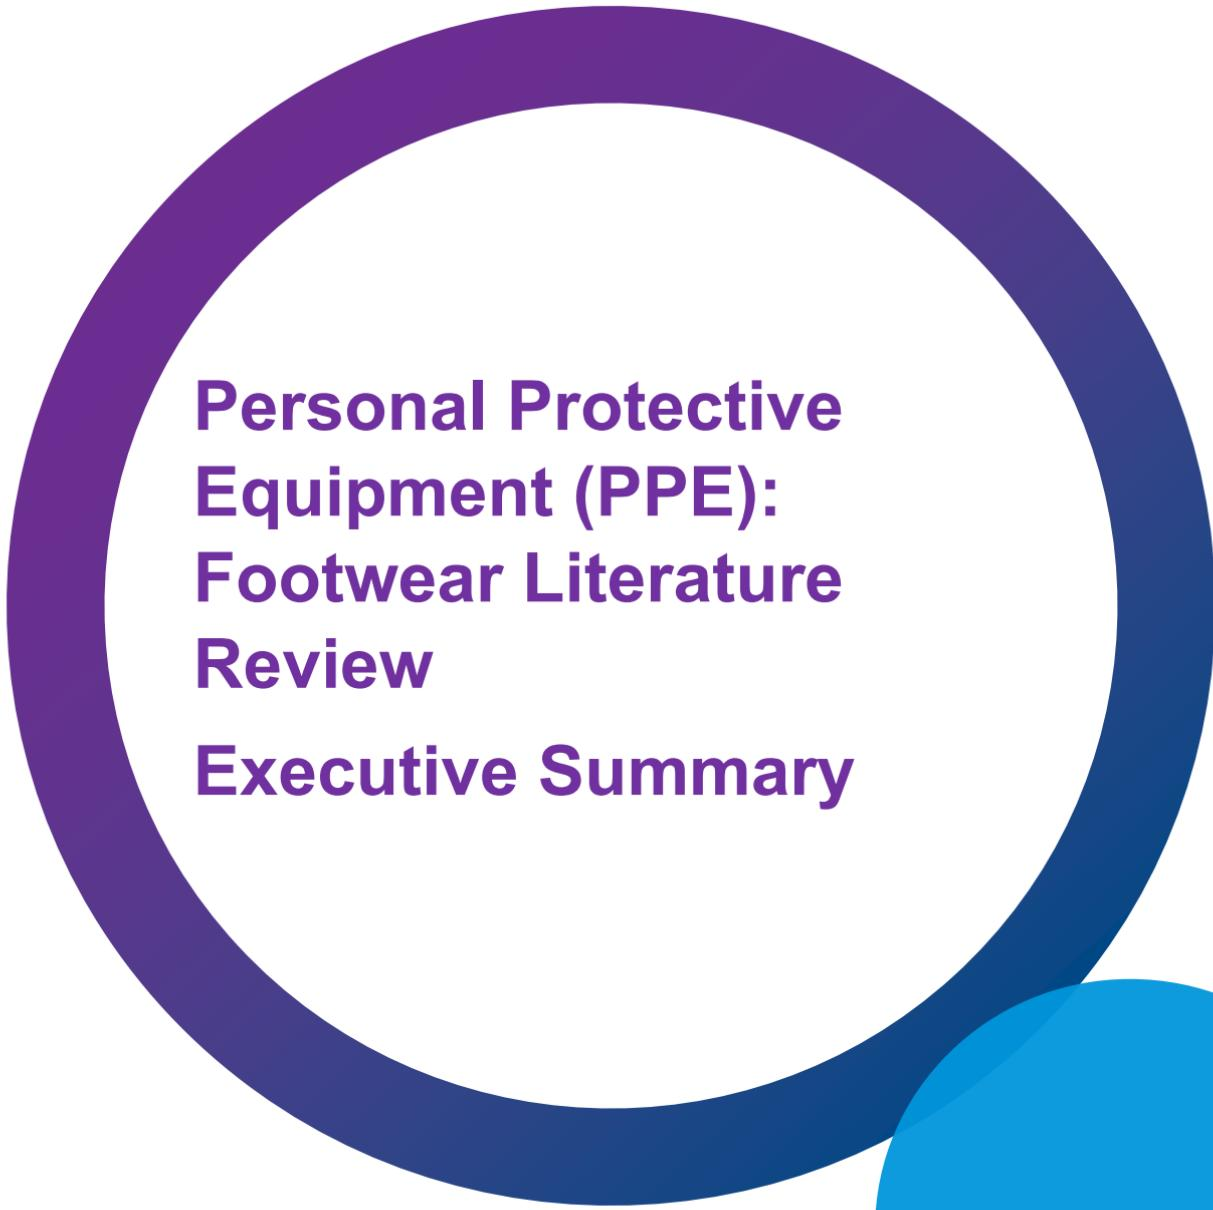 Personal Protective
Equipment (PPE):
Footwear Literature
Review
Executive Summary